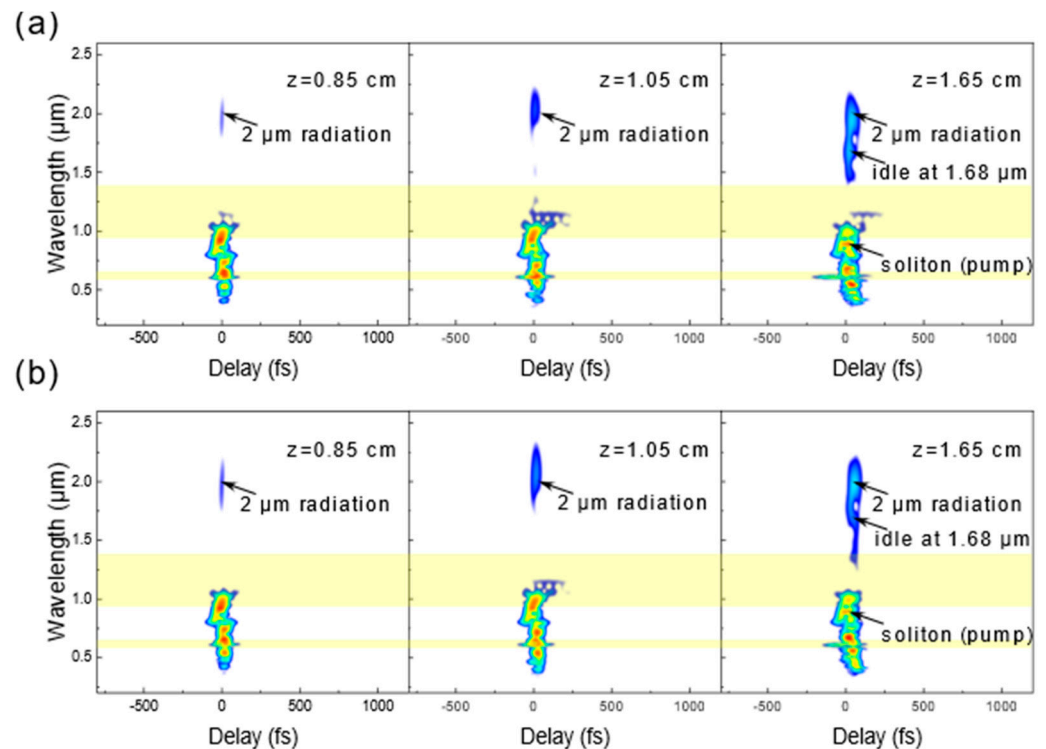 (a)
2.5
2.0
1.5
1.0
0.5
Wavelength (μm)
z=0.85 cm
2 μm radiation
z=1.05 cm
2 μm radiation
z=1.65 cm
2 μm radiation
idle at 1.68 μm
soliton (pump)
-500 0 500 1000
-500 0 500 1000
-500 0 500 1000
Delay (fs)
Delay (fs)
Delay (fs)
(b)
2.5
2.0
1.5
1.0
0.5
Wavelength (μm)
z=0.85 cm
2 μm radiation
z=1.05 cm
2 μm radiation
z=1.65 cm
2 μm radiation
idle at 1.68 μm
soliton (pump)
-500 0 500 1000
-500 0 500 1000
-500 0 500 1000
Delay (fs)
Delay (fs)
Delay (fs)